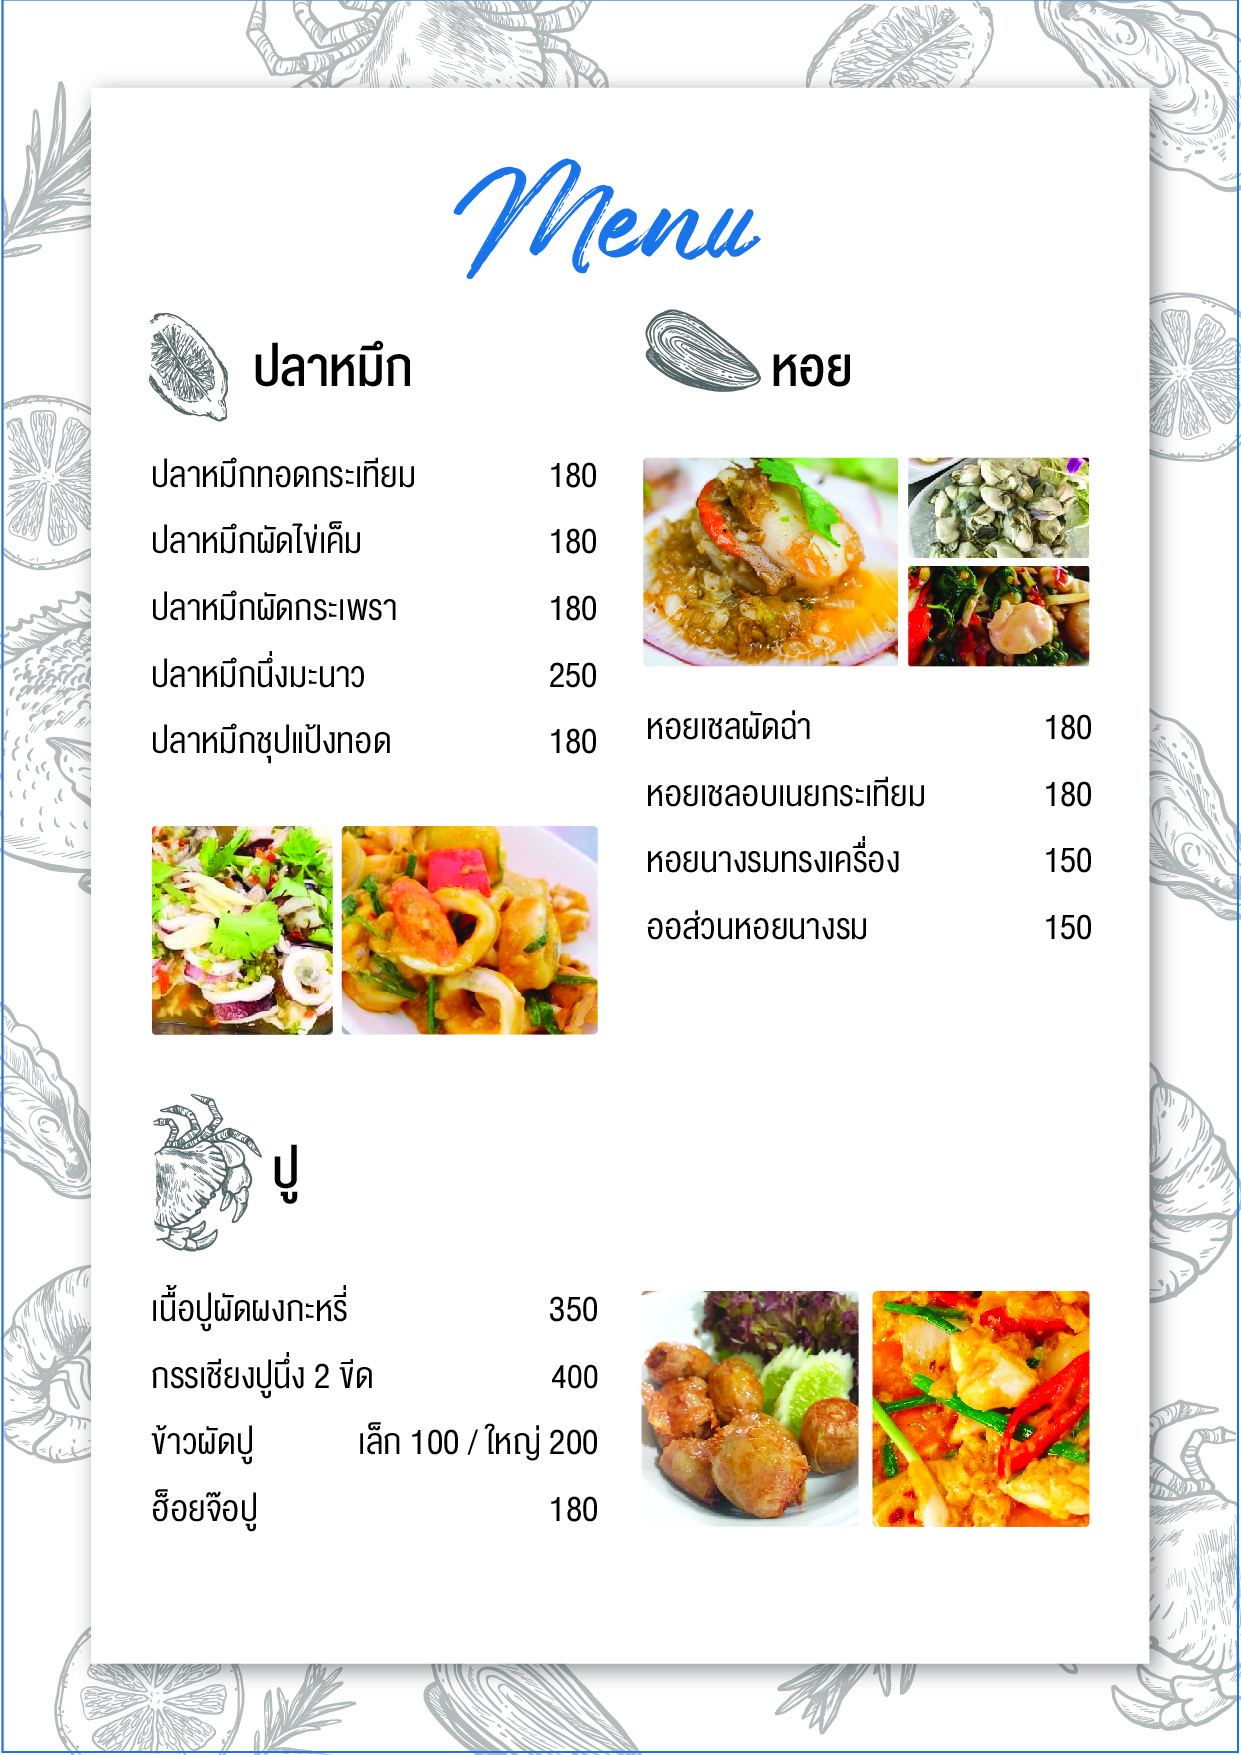 Menu
ปลาหมึก
ปลาหมึกทอดกระเทียม 180
ปลาหมึกผัดไข่เค็ม 180
ปลาหมึกผัดกระเพรา 180
ปลาหมึกนึ่งมะนาว 250
ปลาหมึกชุปแป้งทอด 180
หอย
หอยเชลผัดฉ่า 180
หอยเชลอบเนยกระเทียม 180
หอยนางรมทรงเครื่อง 150
ออส่วนหอยนางรม 150
ปู
เนื้อปูผัดผงกะหรี่ 350
กรรเชียงปูนึ่ง 2 ขีด 400
ข้าวผัดปู เล็ก 100 / ใหญ่ 200
ฮ็อยจ๊อปู 180